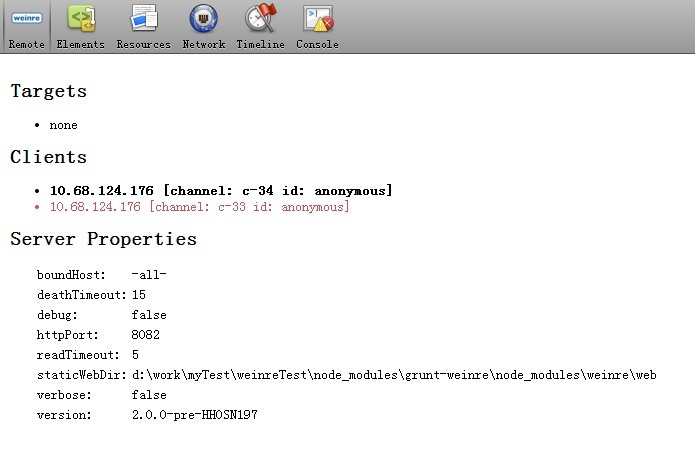 weinre
Remote Elements Resources Network Timeline Console
Targets
• none
Clients
• 10.68.124.176 [channel: c-34 id: anonymous]
• 10.68.124.176 [channel: c-33 id: anonymous]
Server Properties
boundHost: -all-
deathTimeout: 15
debug: false
httpPort: 8082
readTimeout: 5
staticWebDir: d:\work\myTest\weinreTest\node_modules\grunt-weinre\node_modules\weinre\web
verbose: false
version: 2.0.0-pre-HH0SN197